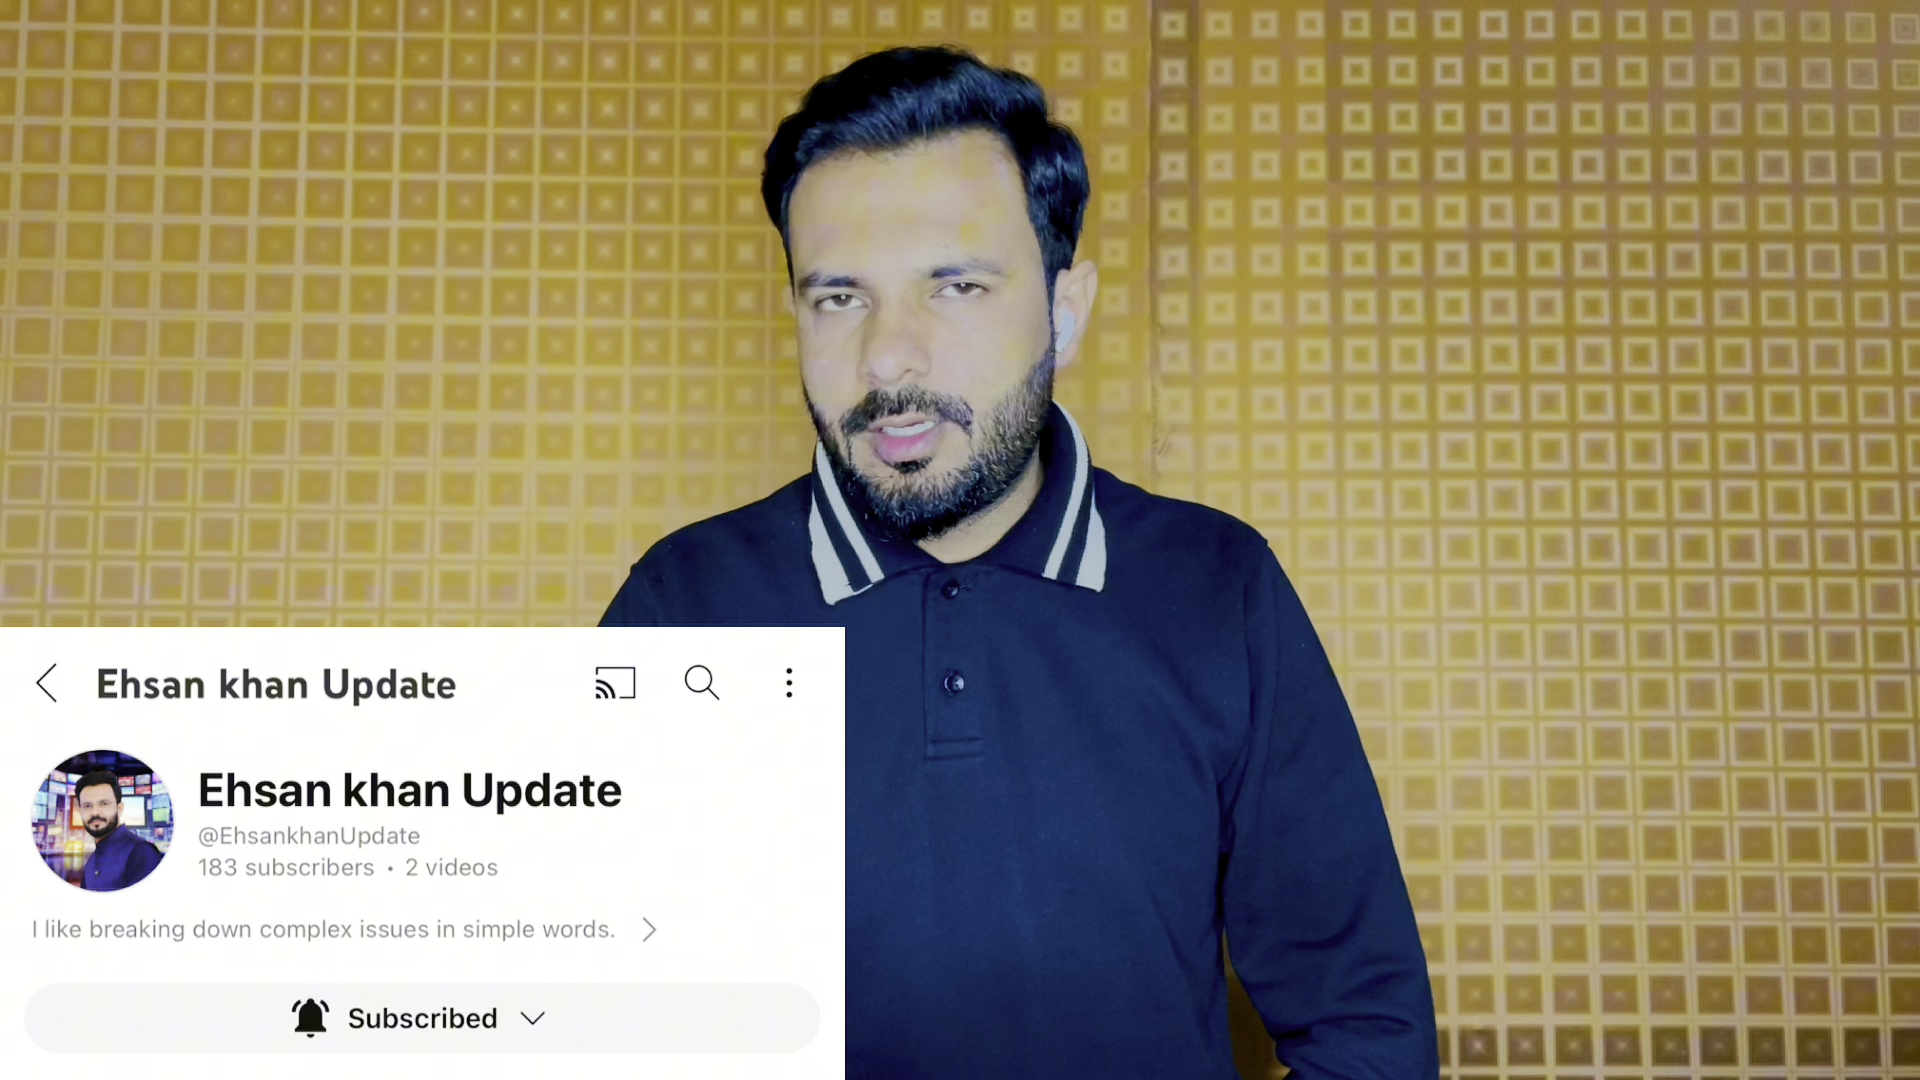 Ehsan khan Update
Ehsan khan Update
@EhsankhanUpdate
183 subscribers • 2 videos
I like breaking down complex issues in simple words.
Subscribed